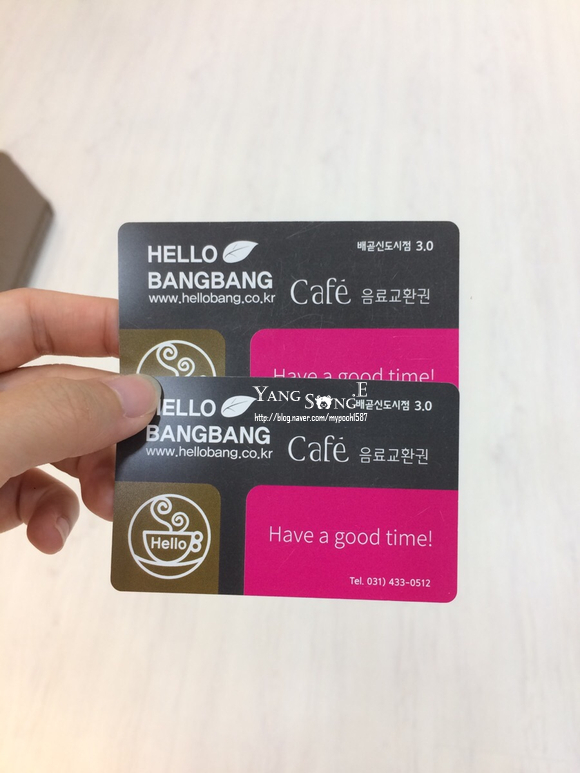 HELLO
BANGBANG
www.hellobang.co.kr
배곧신도시점 3.0
Café 음료교환권
Have a good time!
YANG SONG.E
http://blog.naver.com/mypoohl587
HELLO
BANGBANG
www.hellobang.co.kr
배곧신도시점 3.0
Café 음료교환권
Hello B
Have a good time!
Tel. 031) 433-0512